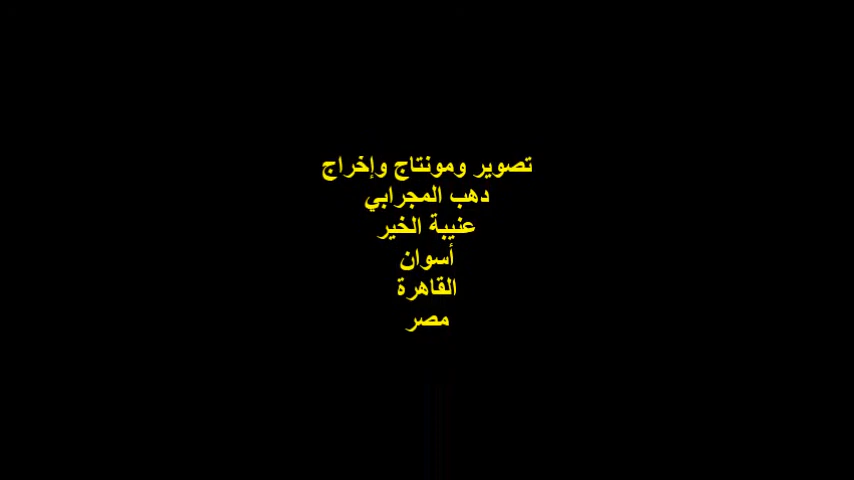 تصوير ومونتاج وإخراج
دهب المجرابي
عنيبة الخير
أسوان
القاهرة
مصر